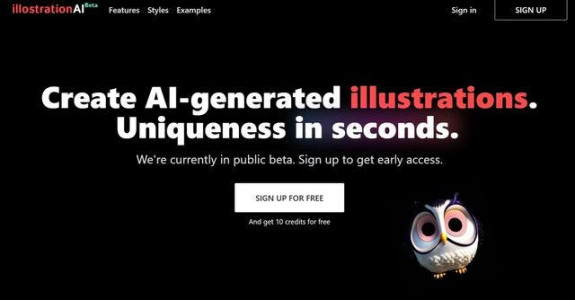 illostrationAI Beta
Features Styles Examples
Sign in
SIGN UP
Create AI-generated illustrations.
Uniqueness in seconds.
We're currently in public beta. Sign up to get early access.
SIGN UP FOR FREE
And get 10 credits for free